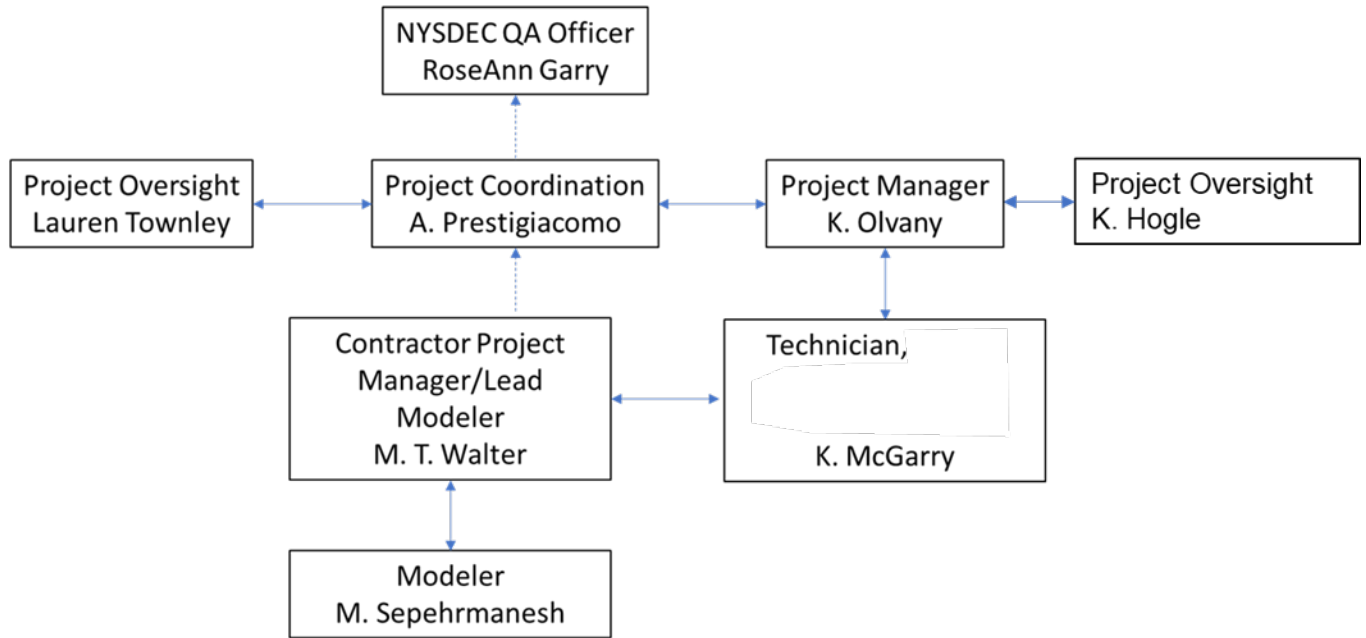 NYSDEC QA Officer
RoseAnn Garry
Project Oversight
Lauren Townley
Project Coordination
A. Prestigiacomo
Project Manager
K. Olvany
Project Oversight
K. Hogle
Contractor Project
Manager/Lead
Modeler
M. T. Walter
Technician,
K. McGarry
Modeler
M. Sepehrmanesh